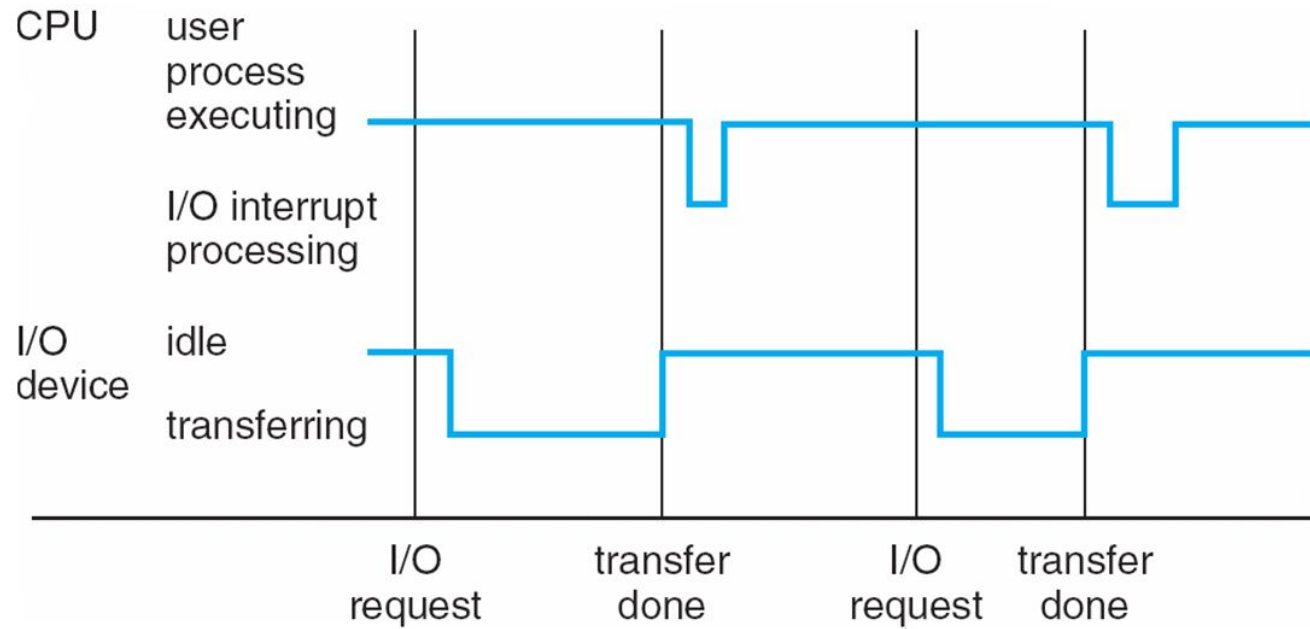 CPU
user
process
executing
I/O interrupt
processing
I/O
device
idle
transferring
I/O
request
transfer
done
I/O
request
transfer
done